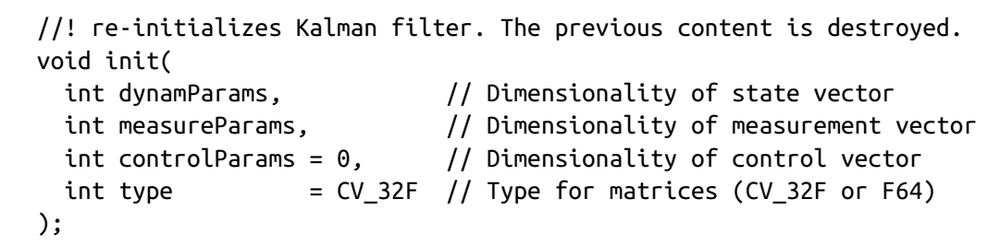 //! re-initializes Kalman filter. The previous content is destroyed.
void init(
  int dynamParams,            // Dimensionality of state vector
  int measureParams,          // Dimensionality of measurement vector
  int controlParams = 0,      // Dimensionality of control vector
  int type          = CV_32F  // Type for matrices (CV_32F or F64)
);